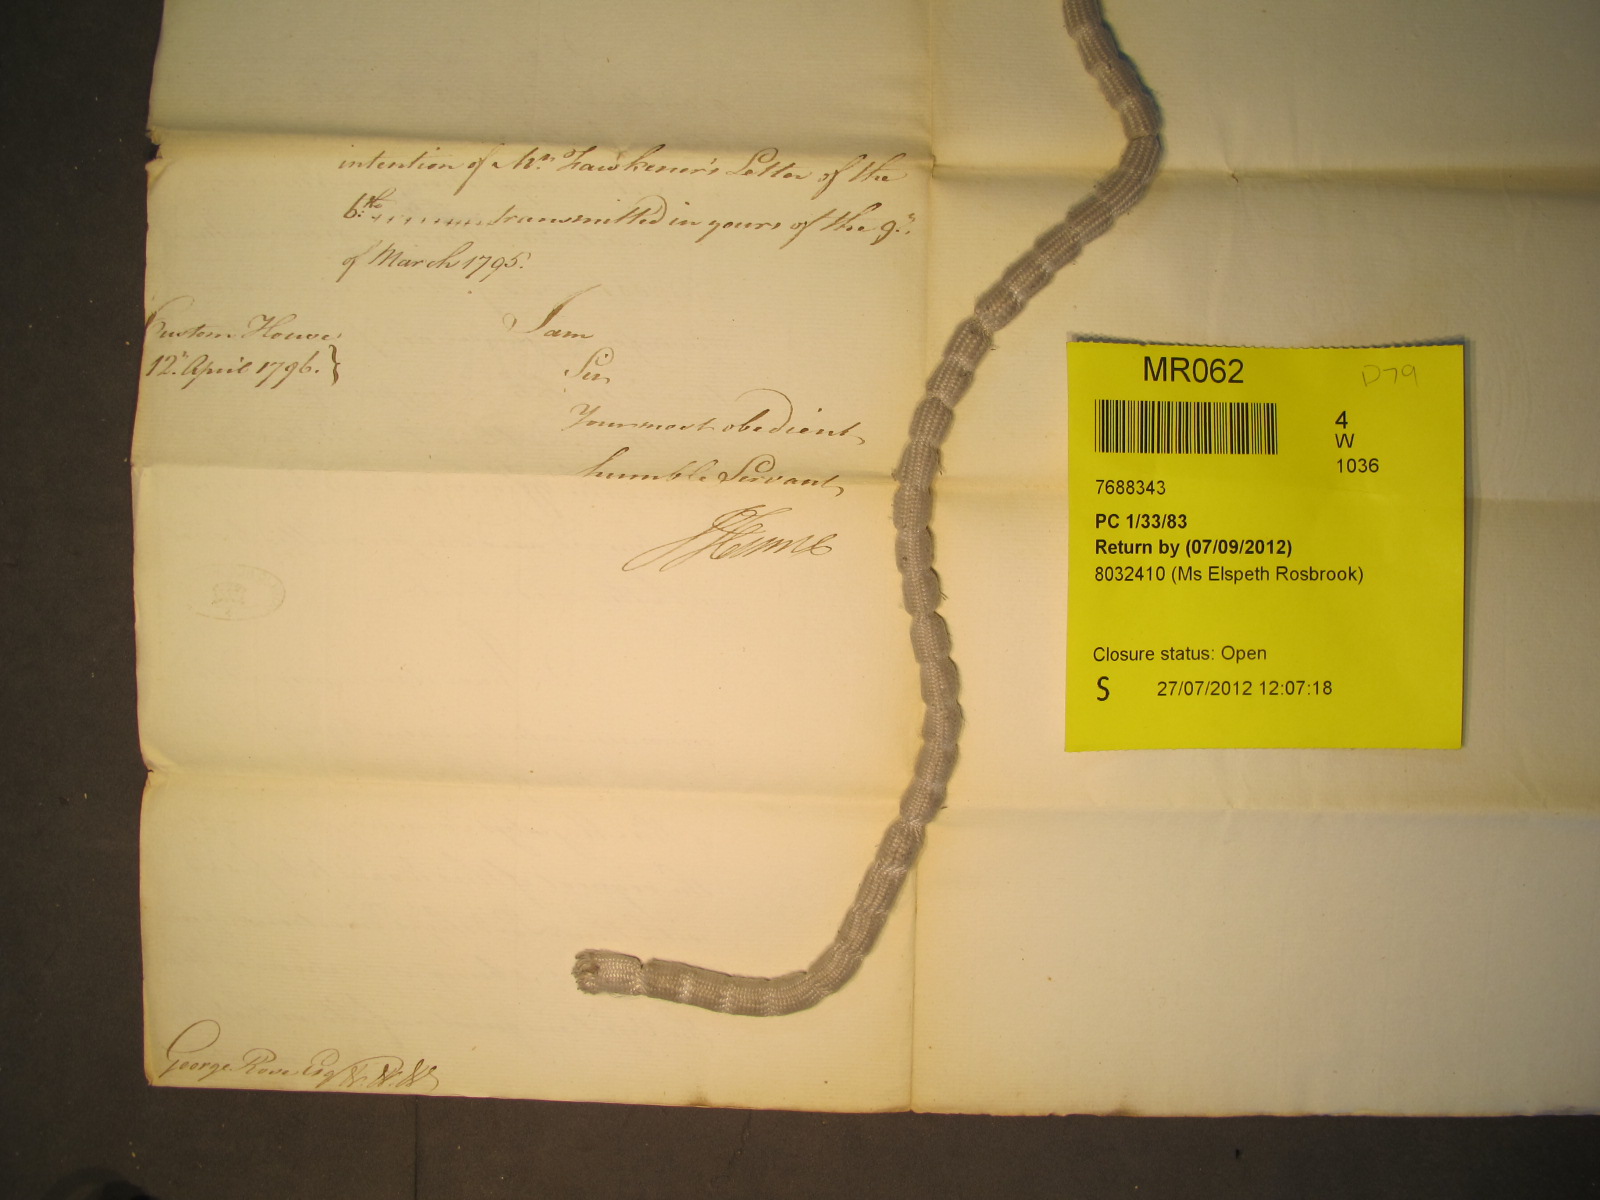 intention of a Mr. Fawkener's Letter of the
6th. transmitted in yours of the 9th.
of March 1795.
Custom House
12th. April 1796. }
I am
Sir
Your most obedient
humble Servant
J Hume
George Rose Esqr &c. &c. &c.
MR062
D79
4
W
1036
7688343
PC 1/33/83
Return by (07/09/2012)
8032410 (Ms Elspeth Rosbrook)
Closure status: Open
S 27/07/2012 12:07:18